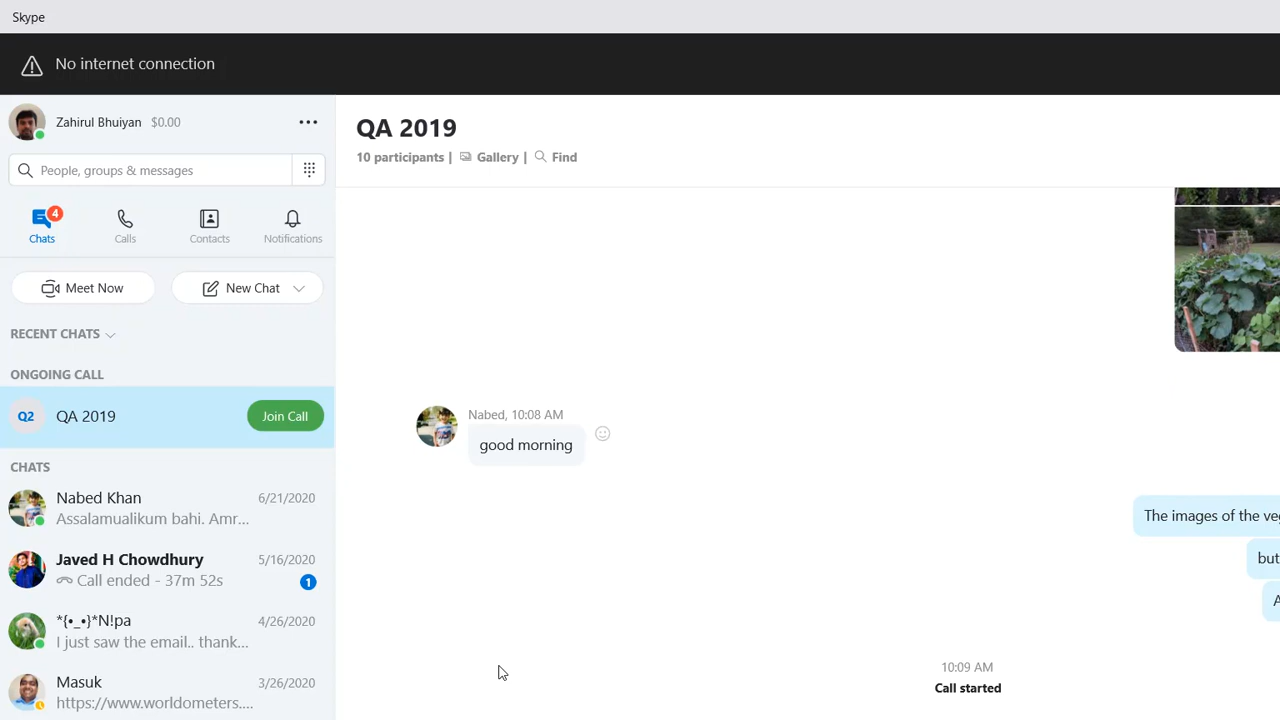 Skype
No internet connection
Zahirul Bhuiyan $0.00
People, groups & messages
4
Chats Calls Contacts Notifications
Meet Now New Chat
RECENT CHATS
ONGOING CALL
Q2 QA 2019 Join Call
CHATS
Nabed Khan 6/21/2020
Assalamualikum bahi. Amr...
Javed H Chowdhury 5/16/2020
Call ended - 37m 52s 1
*{•_•}*N!pa 4/26/2020
I just saw the email.. thank...
Masuk 3/26/2020
https://www.worldometers....
QA 2019
10 participants | Gallery | Find
Nabed, 10:08 AM
good morning
The images of the veg
but
A
10:09 AM
Call started